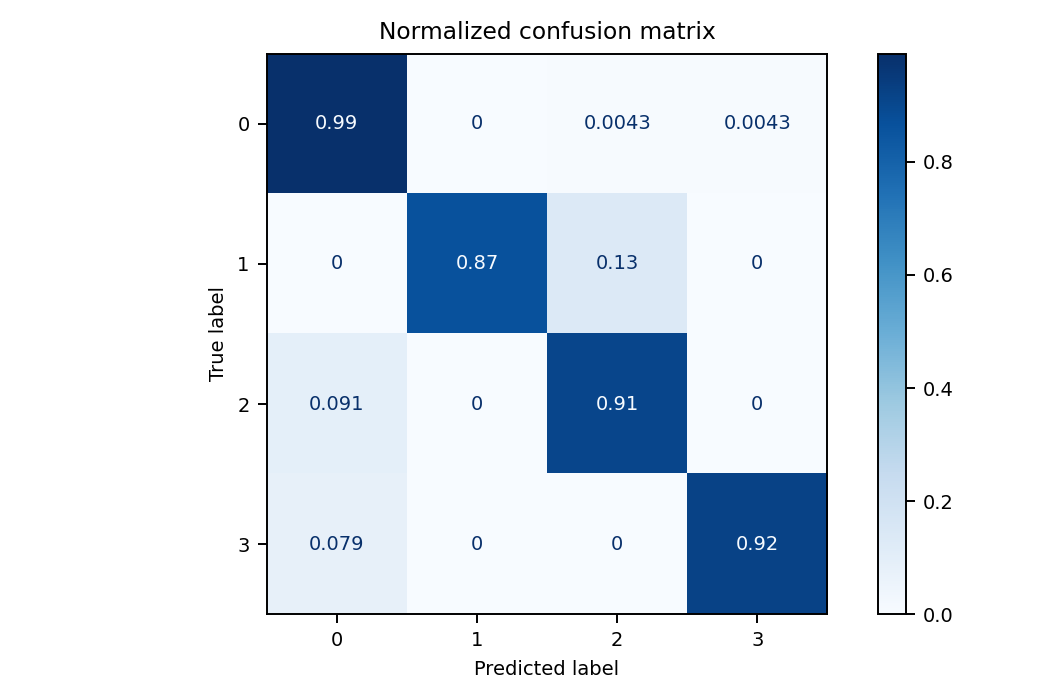 Normalized confusion matrix
0 0.99 0 0.0043 0.0043
1 0 0.87 0.13 0
2 0.091 0 0.91 0
3 0.079 0 0 0.92
0 1 2 3
Predicted label
True label
0.8
0.6
0.4
0.2
0.0